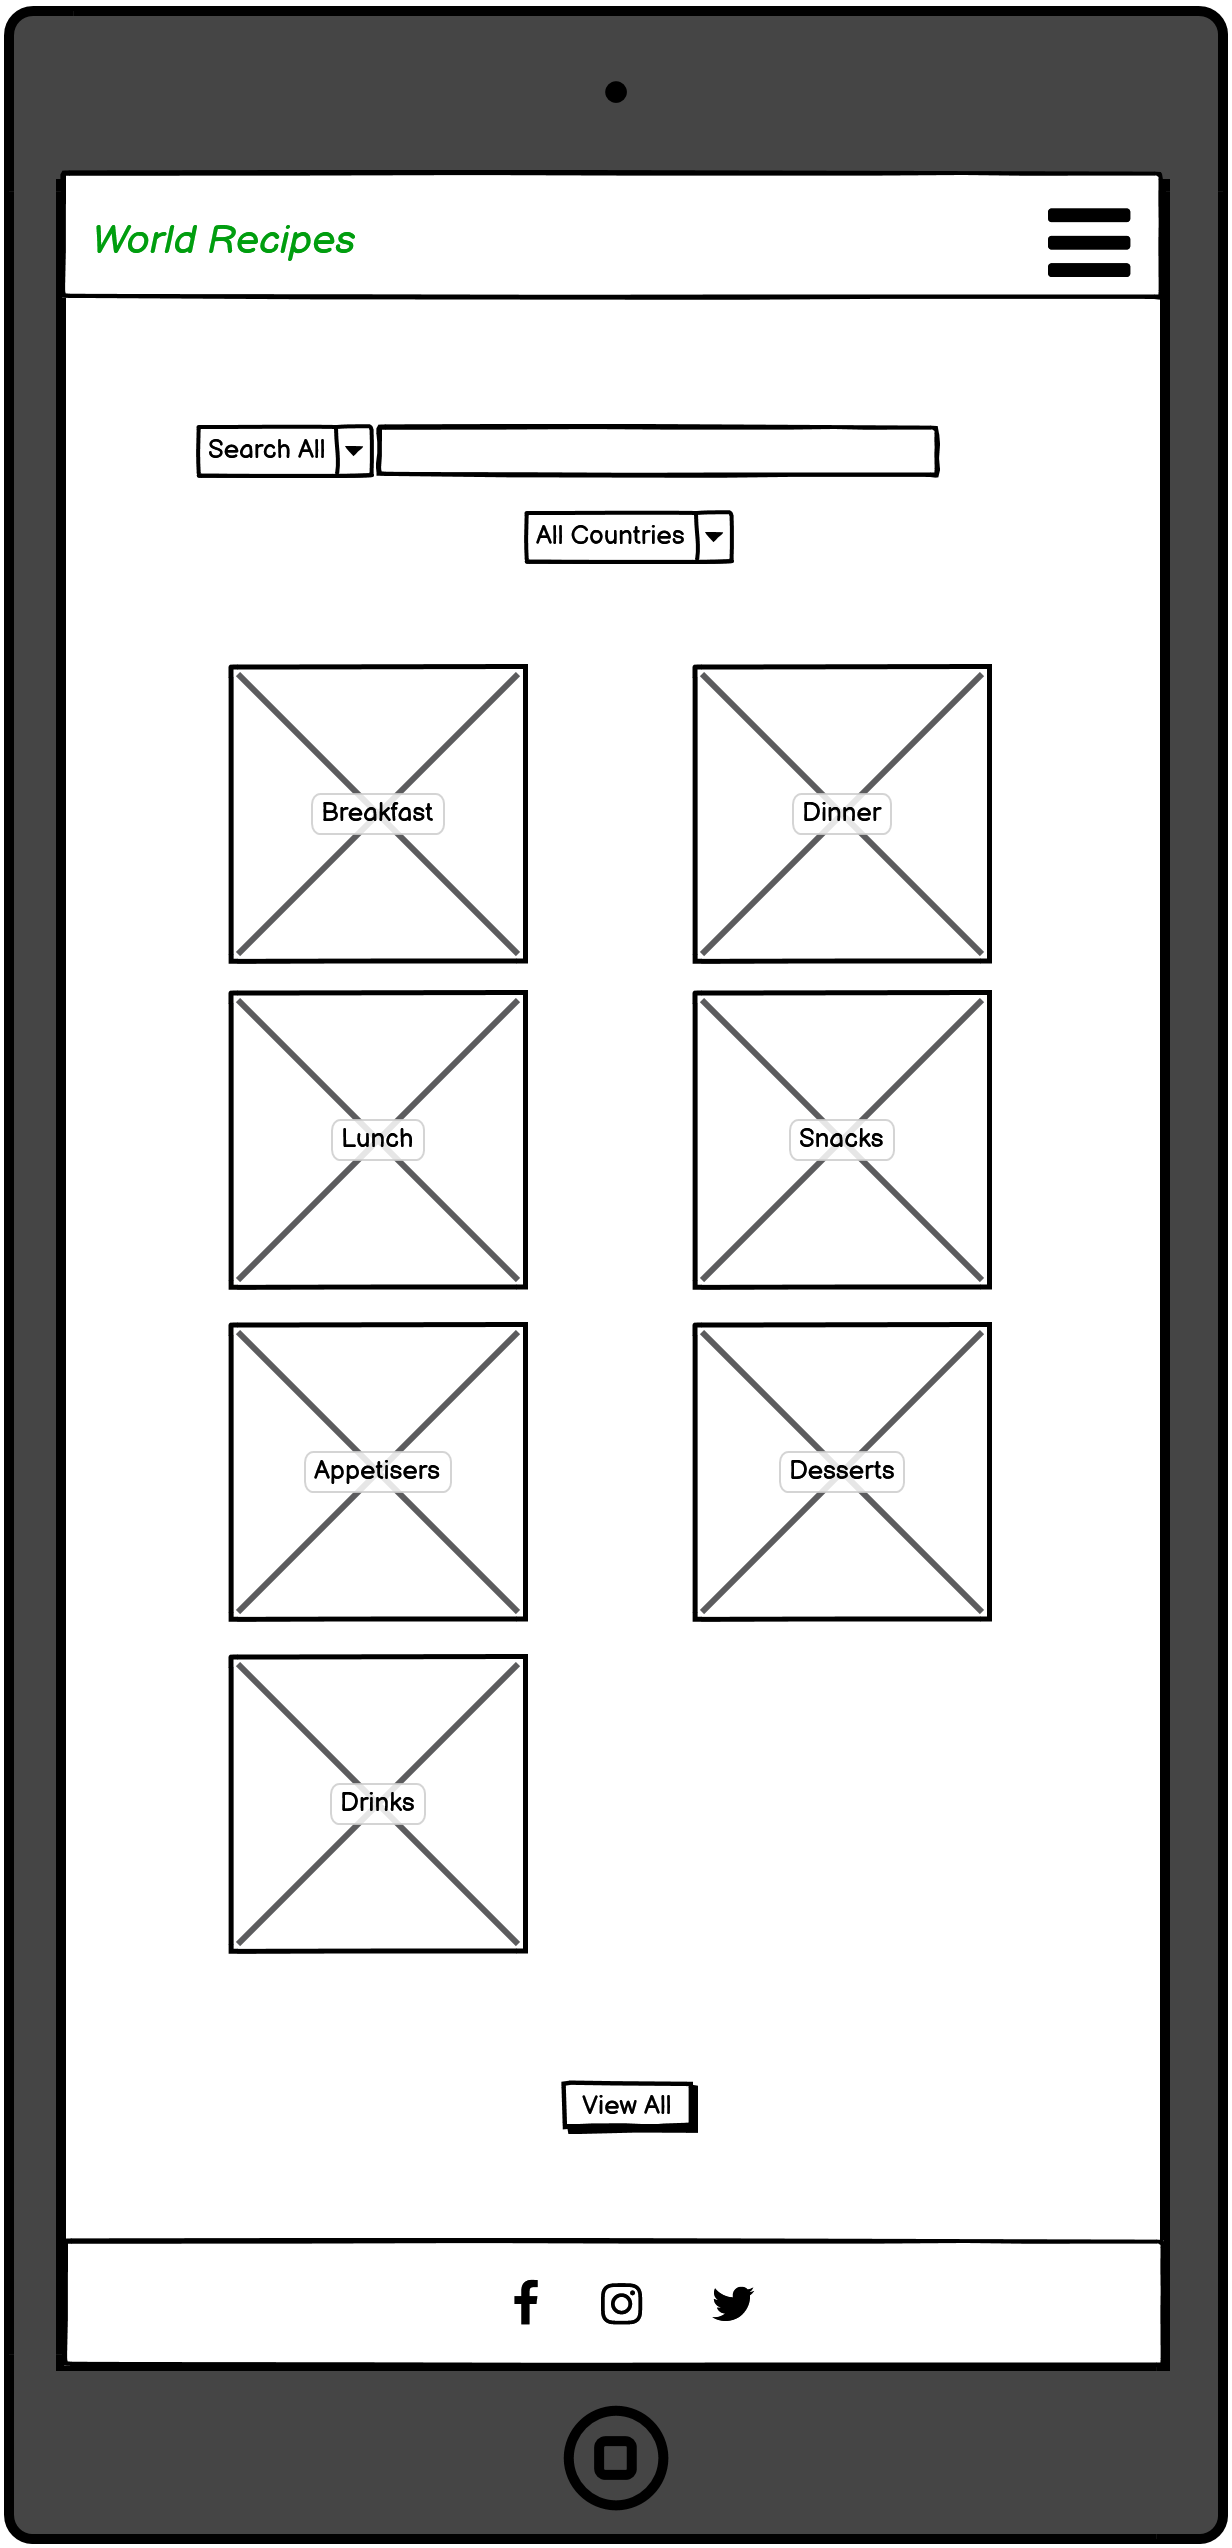 World Recipes
Search All
All Countries
Breakfast
Dinner
Lunch
Snacks
Appetisers
Desserts
Drinks
View All